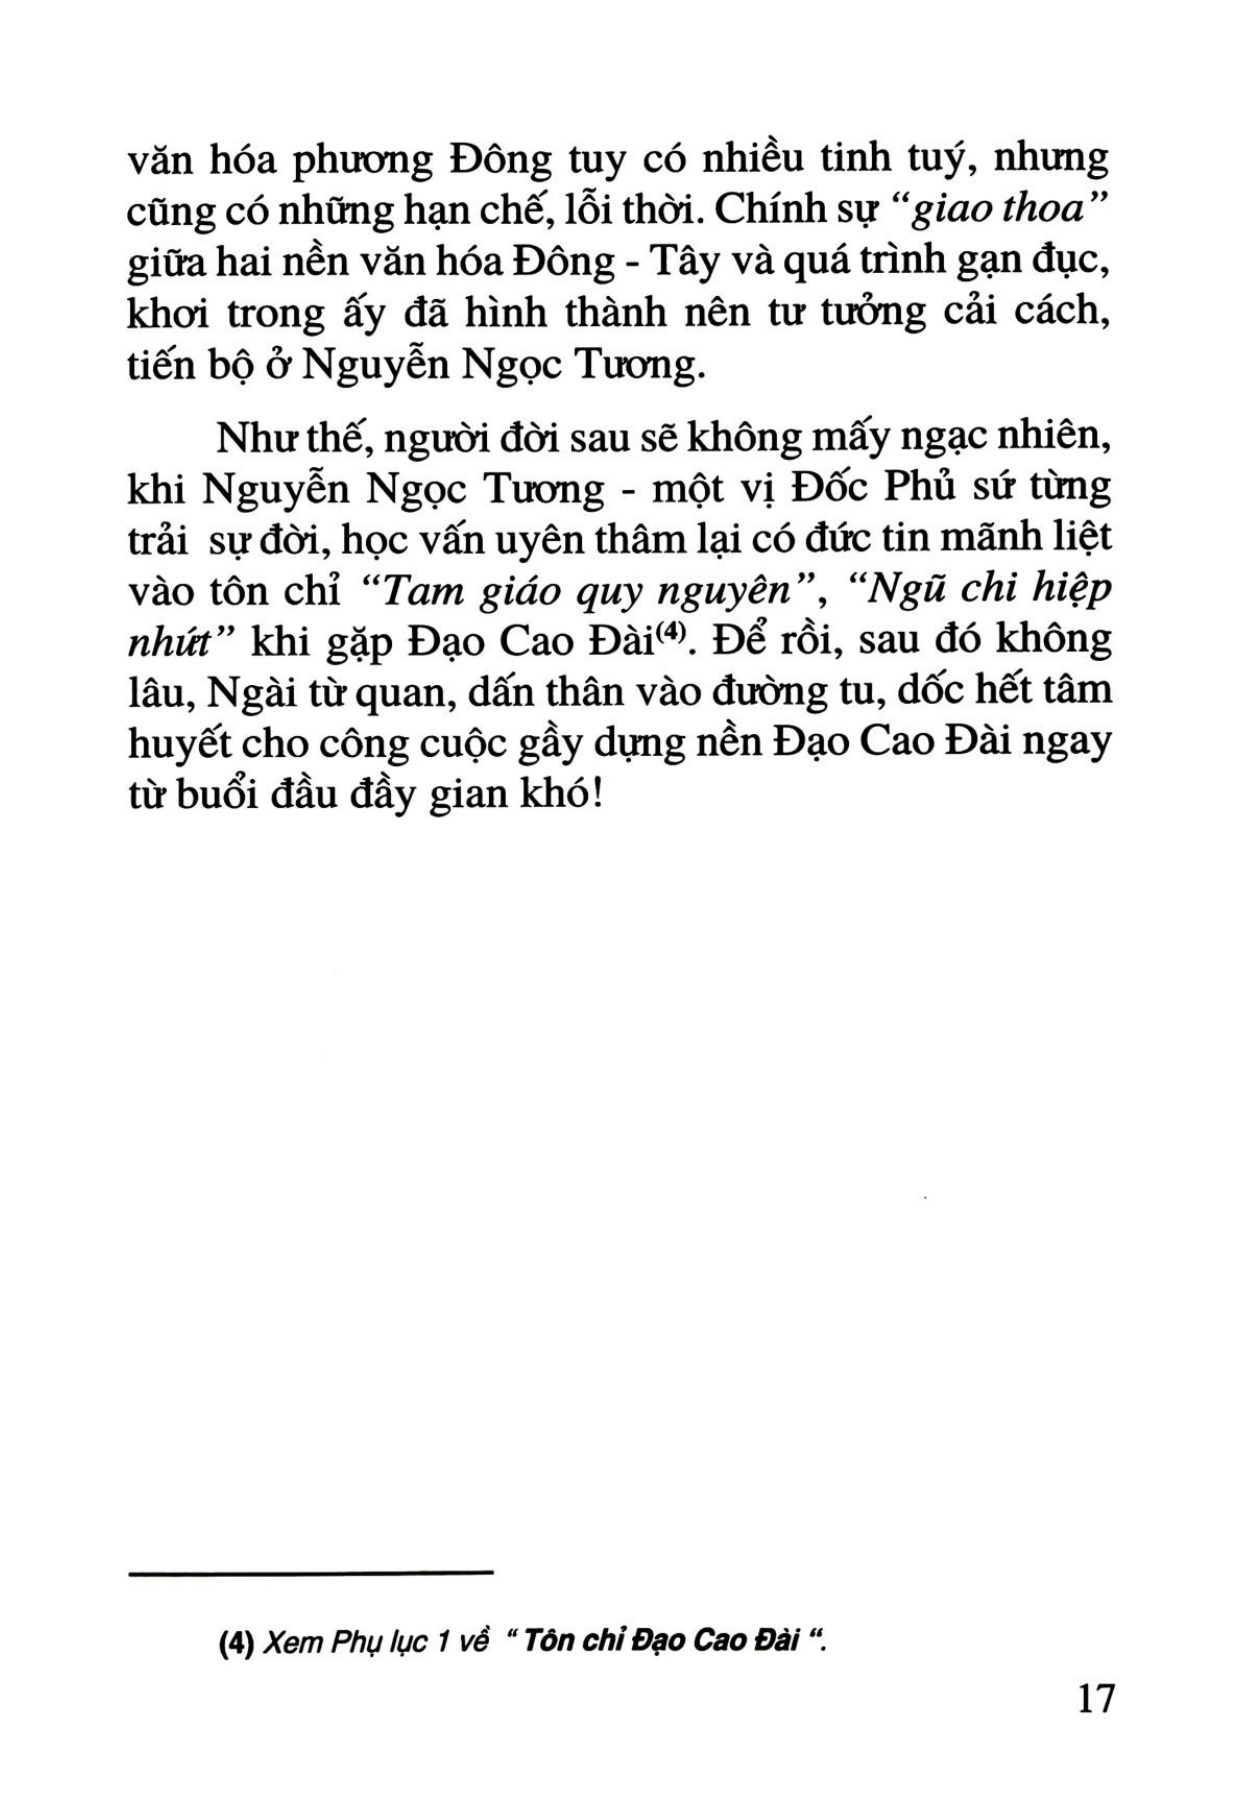 văn hóa phương Đông tuy có nhiều tinh tuý, nhưng
cũng có những hạn chế, lỗi thời. Chính sự “giao thoa”
giữa hai nền văn hóa Đông - Tây và quá trình gạn đục,
khơi trong ấy đã hình thành nên tư tưởng cải cách,
tiến bộ ở Nguyễn Ngọc Tương.
Như thế, người đời sau sẽ không mấy ngạc nhiên,
khi Nguyễn Ngọc Tương - một vị Đốc Phủ sứ từng
trải sự đời, học vấn uyên thâm lại có đức tin mãnh liệt
vào tôn chỉ “Tam giáo quy nguyên”, “Ngũ chi hiệp
nhứt” khi gặp Đạo Cao Đài(4). Để rồi, sau đó không
lâu, Ngài từ quan, dấn thân vào đường tu, dốc hết tâm
huyết cho công cuộc gầy dựng nền Đạo Cao Đài ngay
từ buổi đầu đầy gian khó!
(4) Xem Phụ lục 1 về “ Tôn chỉ Đạo Cao Đài “.
17